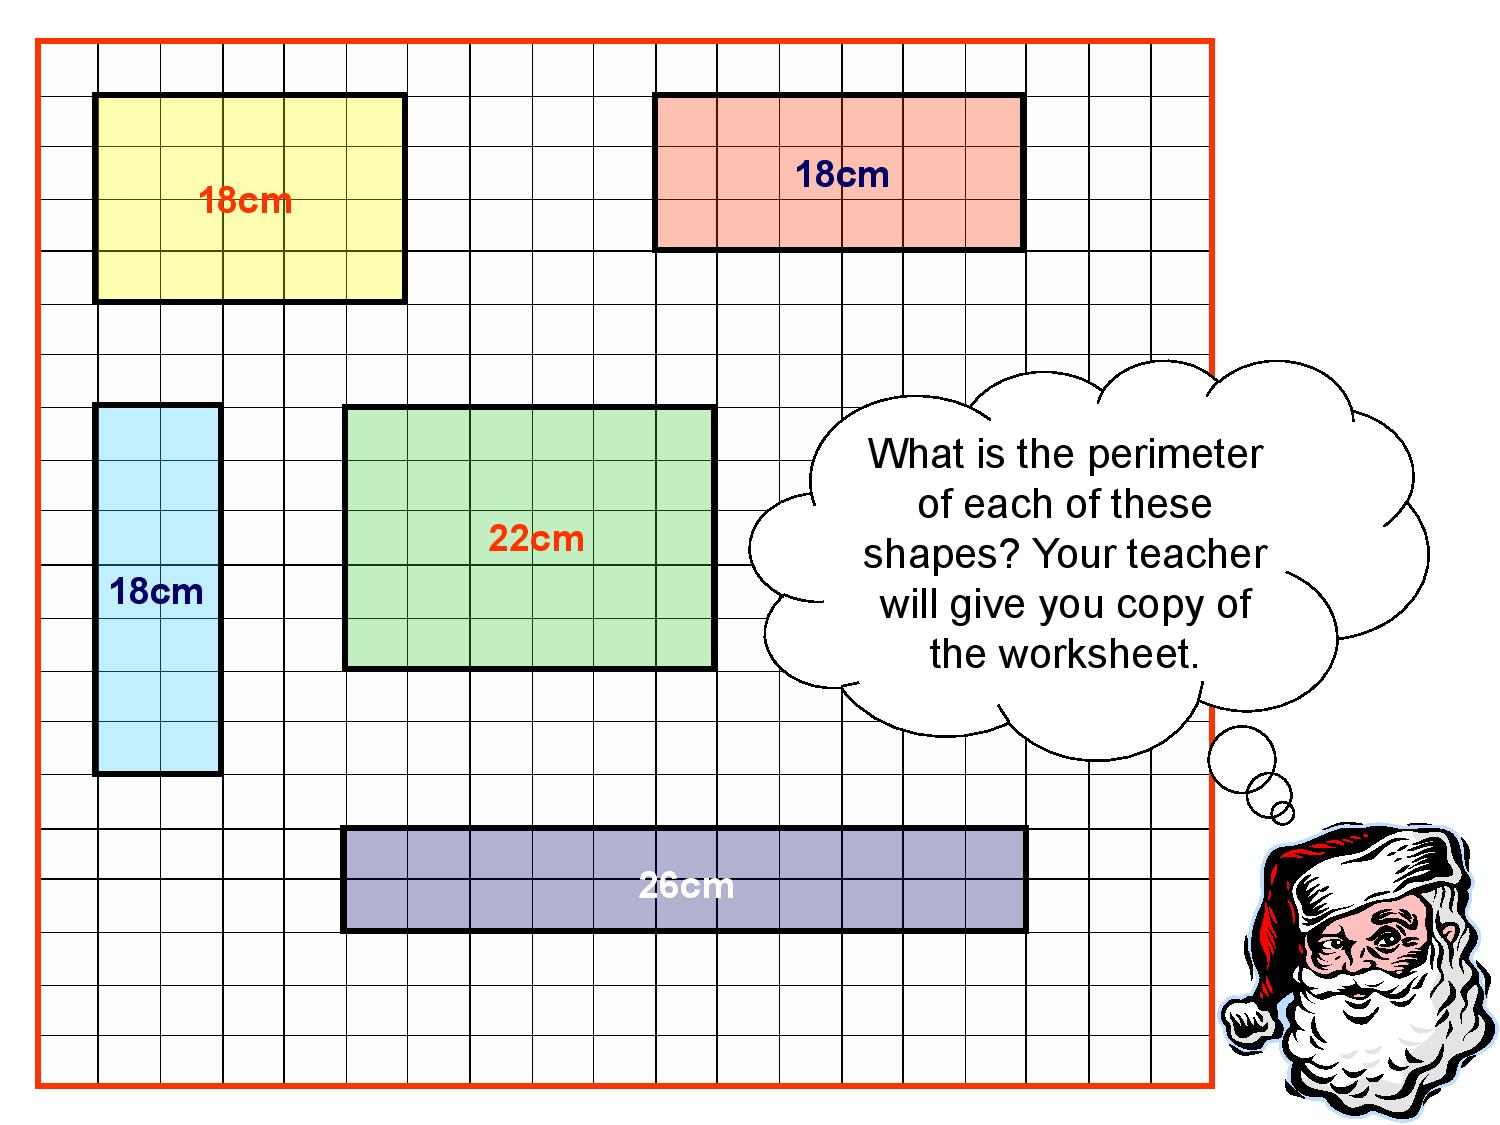 18cm
18cm
What is the perimeter
of each of these
shapes? Your teacher
will give you copy of
the worksheet.
22cm
18cm
26cm